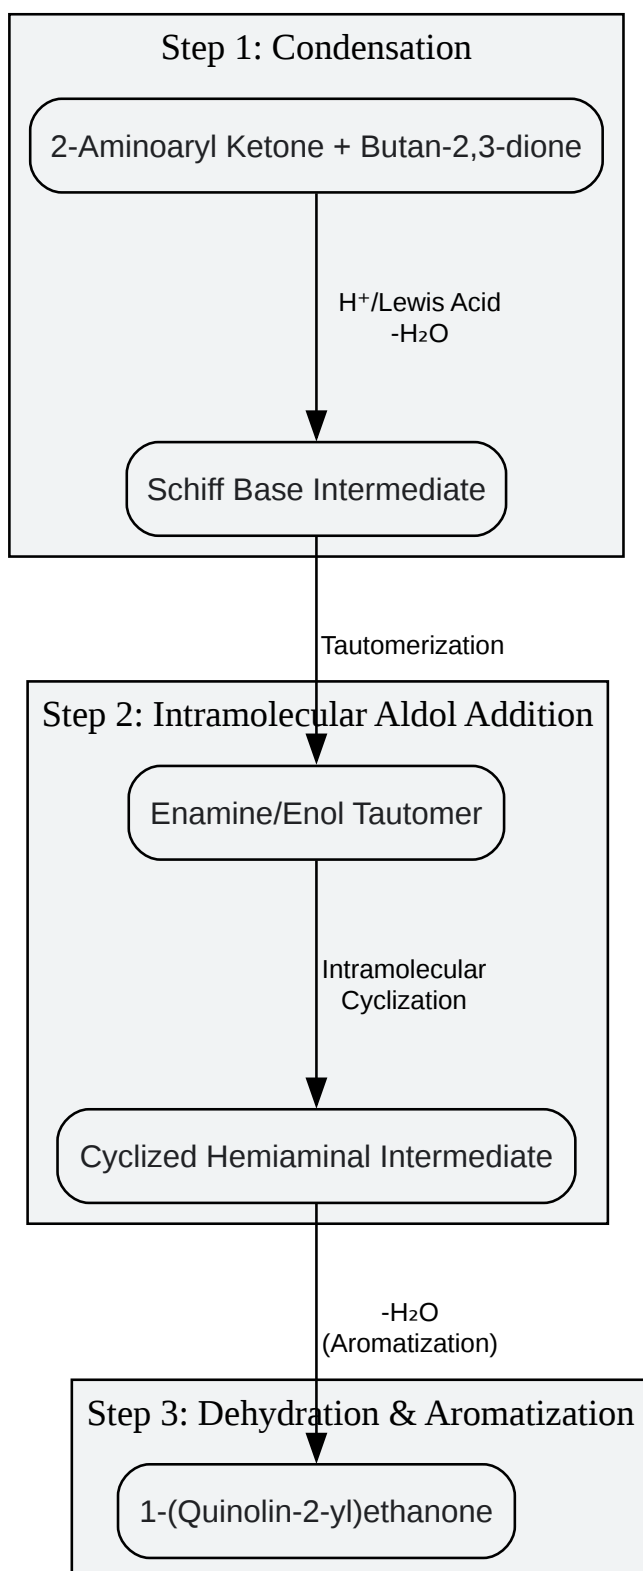 Step 1: Condensation
2-Aminoaryl Ketone + Butan-2,3-dione
H⁺/Lewis Acid
-H₂O
Schiff Base Intermediate
Tautomerization
Step 2: Intramolecular Aldol Addition
Enamine/Enol Tautomer
Intramolecular
Cyclization
Cyclized Hemiaminal Intermediate
-H₂O
(Aromatization)
Step 3: Dehydration & Aromatization
1-(Quinolin-2-yl)ethanone